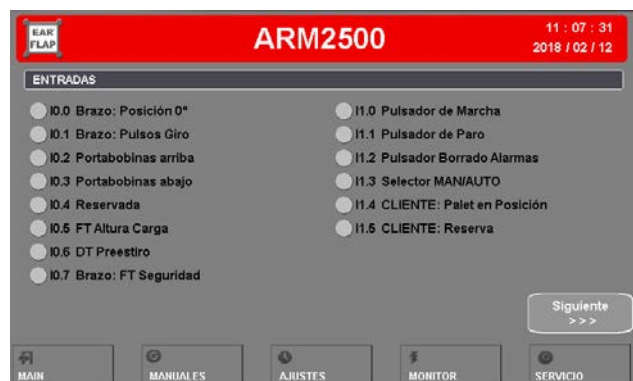 EAR
FLAP
ARM2500
11 : 07 : 31
2018 / 02 / 12
ENTRADAS
I0.0 Brazo: Posición 0°
I0.1 Brazo: Pulsos Giro
I0.2 Portabobinas arriba
I0.3 Portabobinas abajo
I0.4 Reservada
I0.5 FT Altura Carga
I0.6 DT Preestiro
I0.7 Brazo: FT Seguridad
I1.0 Pulsador de Marcha
I1.1 Pulsador de Paro
I1.2 Pulsador Borrado Alarmas
I1.3 Selector MAN/AUTO
I1.4 CLIENTE: Palet en Posición
I1.5 CLIENTE: Reserva
Siguiente
>>>
MAIN
MANUALES
AJUSTES
MONITOR
SERVICIO